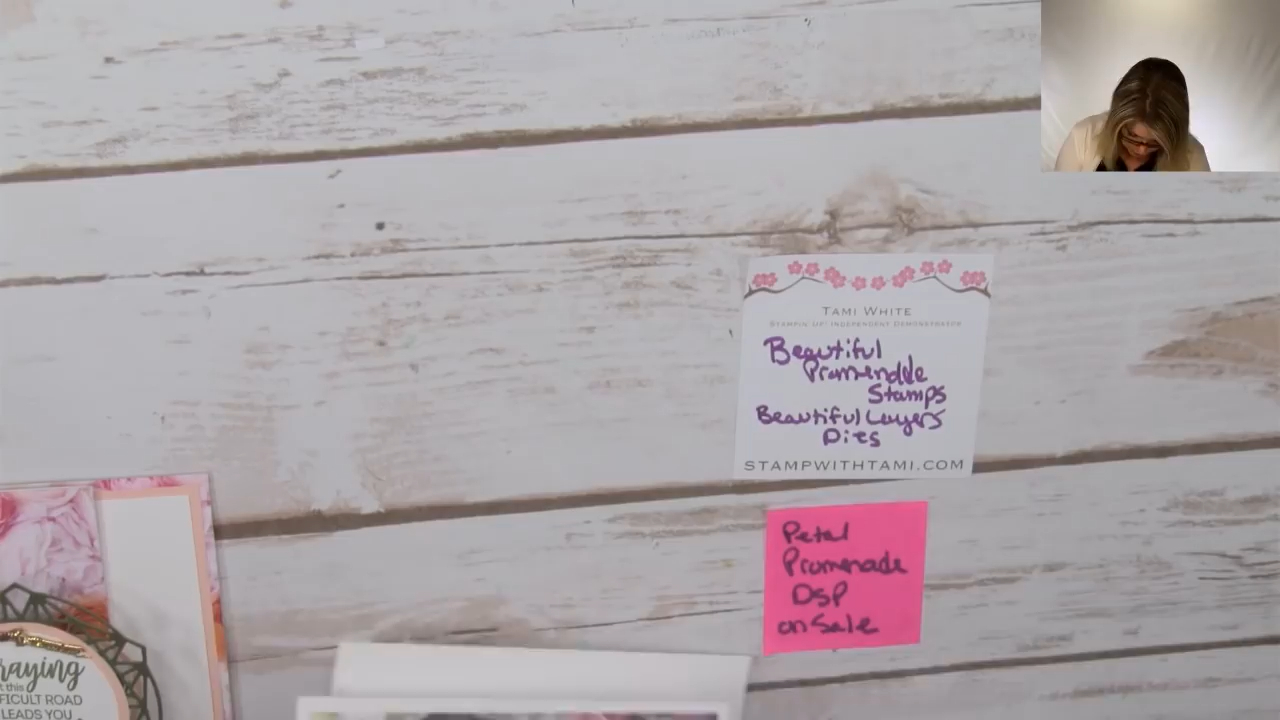 TAMI WHITE
STAMPIN' UP! INDEPENDENT DEMONSTRATOR
Beautiful
Promendde
Stamps
Beautiful Layers
Dies
STAMPWITHTAMI.COM
Petal
Promenade
DSP
on Sale
raying
t this
FICULT ROAD
LEADS YOU